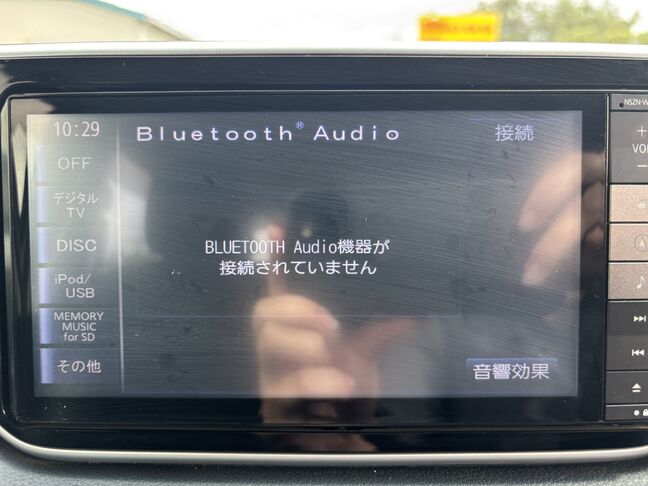 10:29
Bluetooth® Audio
接続
OFF
デジタル
TV
DISC
iPod/
USB
MEMORY
MUSIC
for SD
その他
BLUETOOTH Audio機器が
接続されていません
音響効果
NSZN-W
+
VOL
−